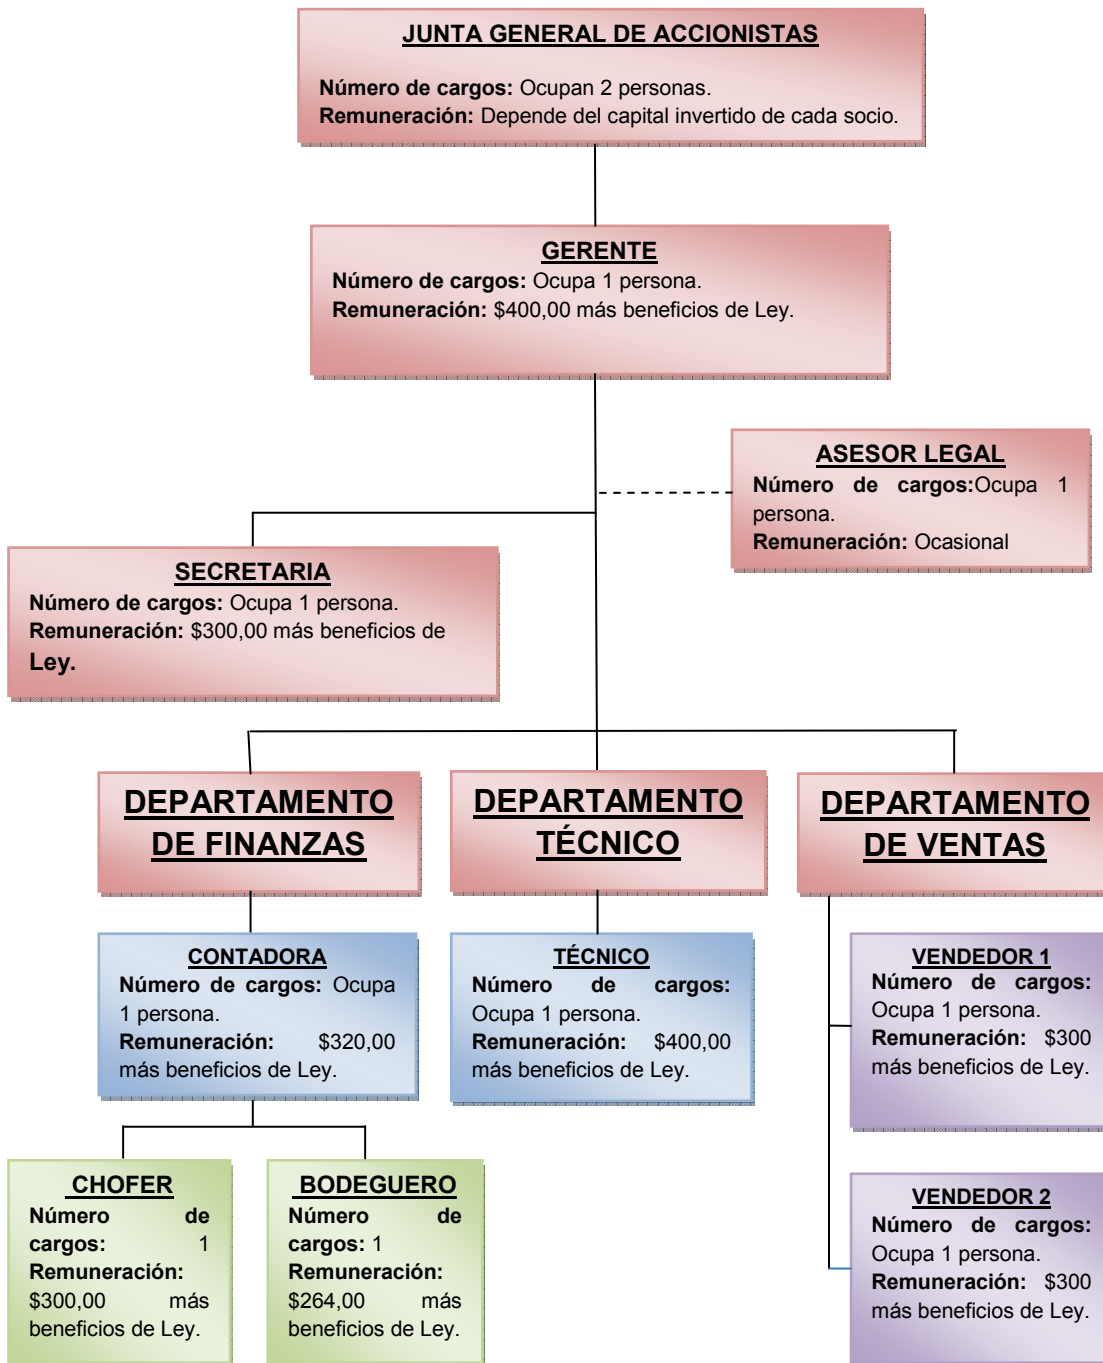 JUNTA GENERAL DE ACCIONISTAS
Número de cargos: Ocupan 2 personas.
Remuneración: Depende del capital invertido de cada socio.
GERENTE
Número de cargos: Ocupa 1 persona.
Remuneración: $400,00 más beneficios de Ley.
ASESOR LEGAL
Número de cargos:Ocupa 1
persona.
Remuneración: Ocasional
SECRETARIA
Número de cargos: Ocupa 1 persona.
Remuneración: $300,00 más beneficios de
Ley.
DEPARTAMENTO
DE FINANZAS
DEPARTAMENTO
TÉCNICO
DEPARTAMENTO
DE VENTAS
CONTADORA
Número de cargos: Ocupa
1 persona.
Remuneración: $320,00
más beneficios de Ley.
TÉCNICO
Número de cargos:
Ocupa 1 persona.
Remuneración: $400,00
más beneficios de Ley.
VENDEDOR 1
Número de cargos:
Ocupa 1 persona.
Remuneración: $300
más beneficios de Ley.
CHOFER
Número de
cargos: 1
Remuneración:
$300,00 más
beneficios de Ley.
BODEGUERO
Número de
cargos: 1
Remuneración:
$264,00 más
beneficios de Ley.
VENDEDOR 2
Número de cargos:
Ocupa 1 persona.
Remuneración: $300
más beneficios de Ley.